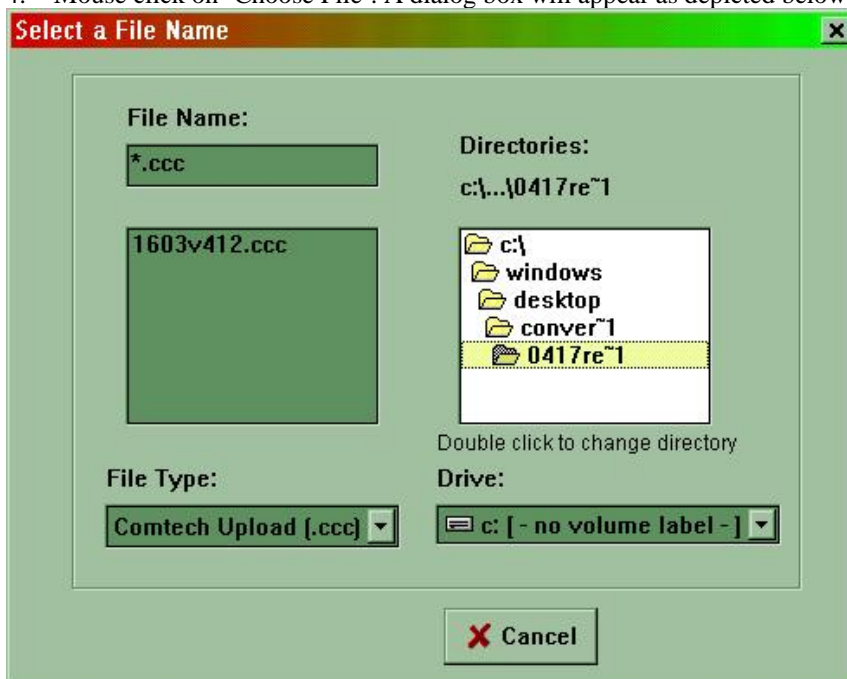 4. Mouse click on "Choose File". A dialog box will appear as depicted below
Select a File Name
File Name:
*.ccc
1603v412.ccc
Directories:
c:\...\0417re~1
c:\
windows
desktop
conver~1
0417re~1
Double click to change directory
File Type:
Comtech Upload (.ccc)
Drive:
c: [ - no volume label - ]
Cancel